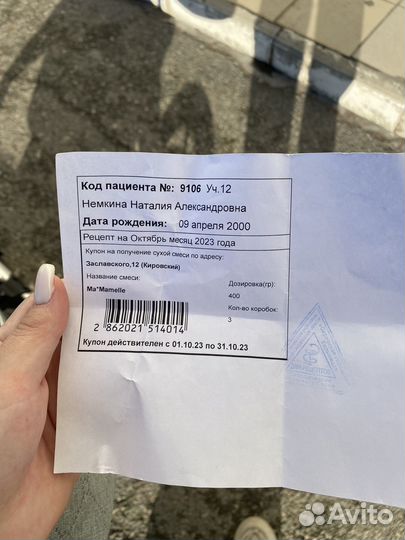 Код пациента №: 9106 Уч.12
Немкина Наталия Александровна
Дата рождения: 09 апреля 2000
Рецепт на Октябрь месяц 2023 года
Купон на получение сухой смеси по адресу:
Заславского,12 (Кировский)
Название смеси:
Дозировка(гр):
Ma*Mamelle
400
Кол-во коробок:
3
2 862021 514014
Купон действителен с 01.10.23 по 31.10.23
ДЛЯ РЕЦЕПТОВ
Avito